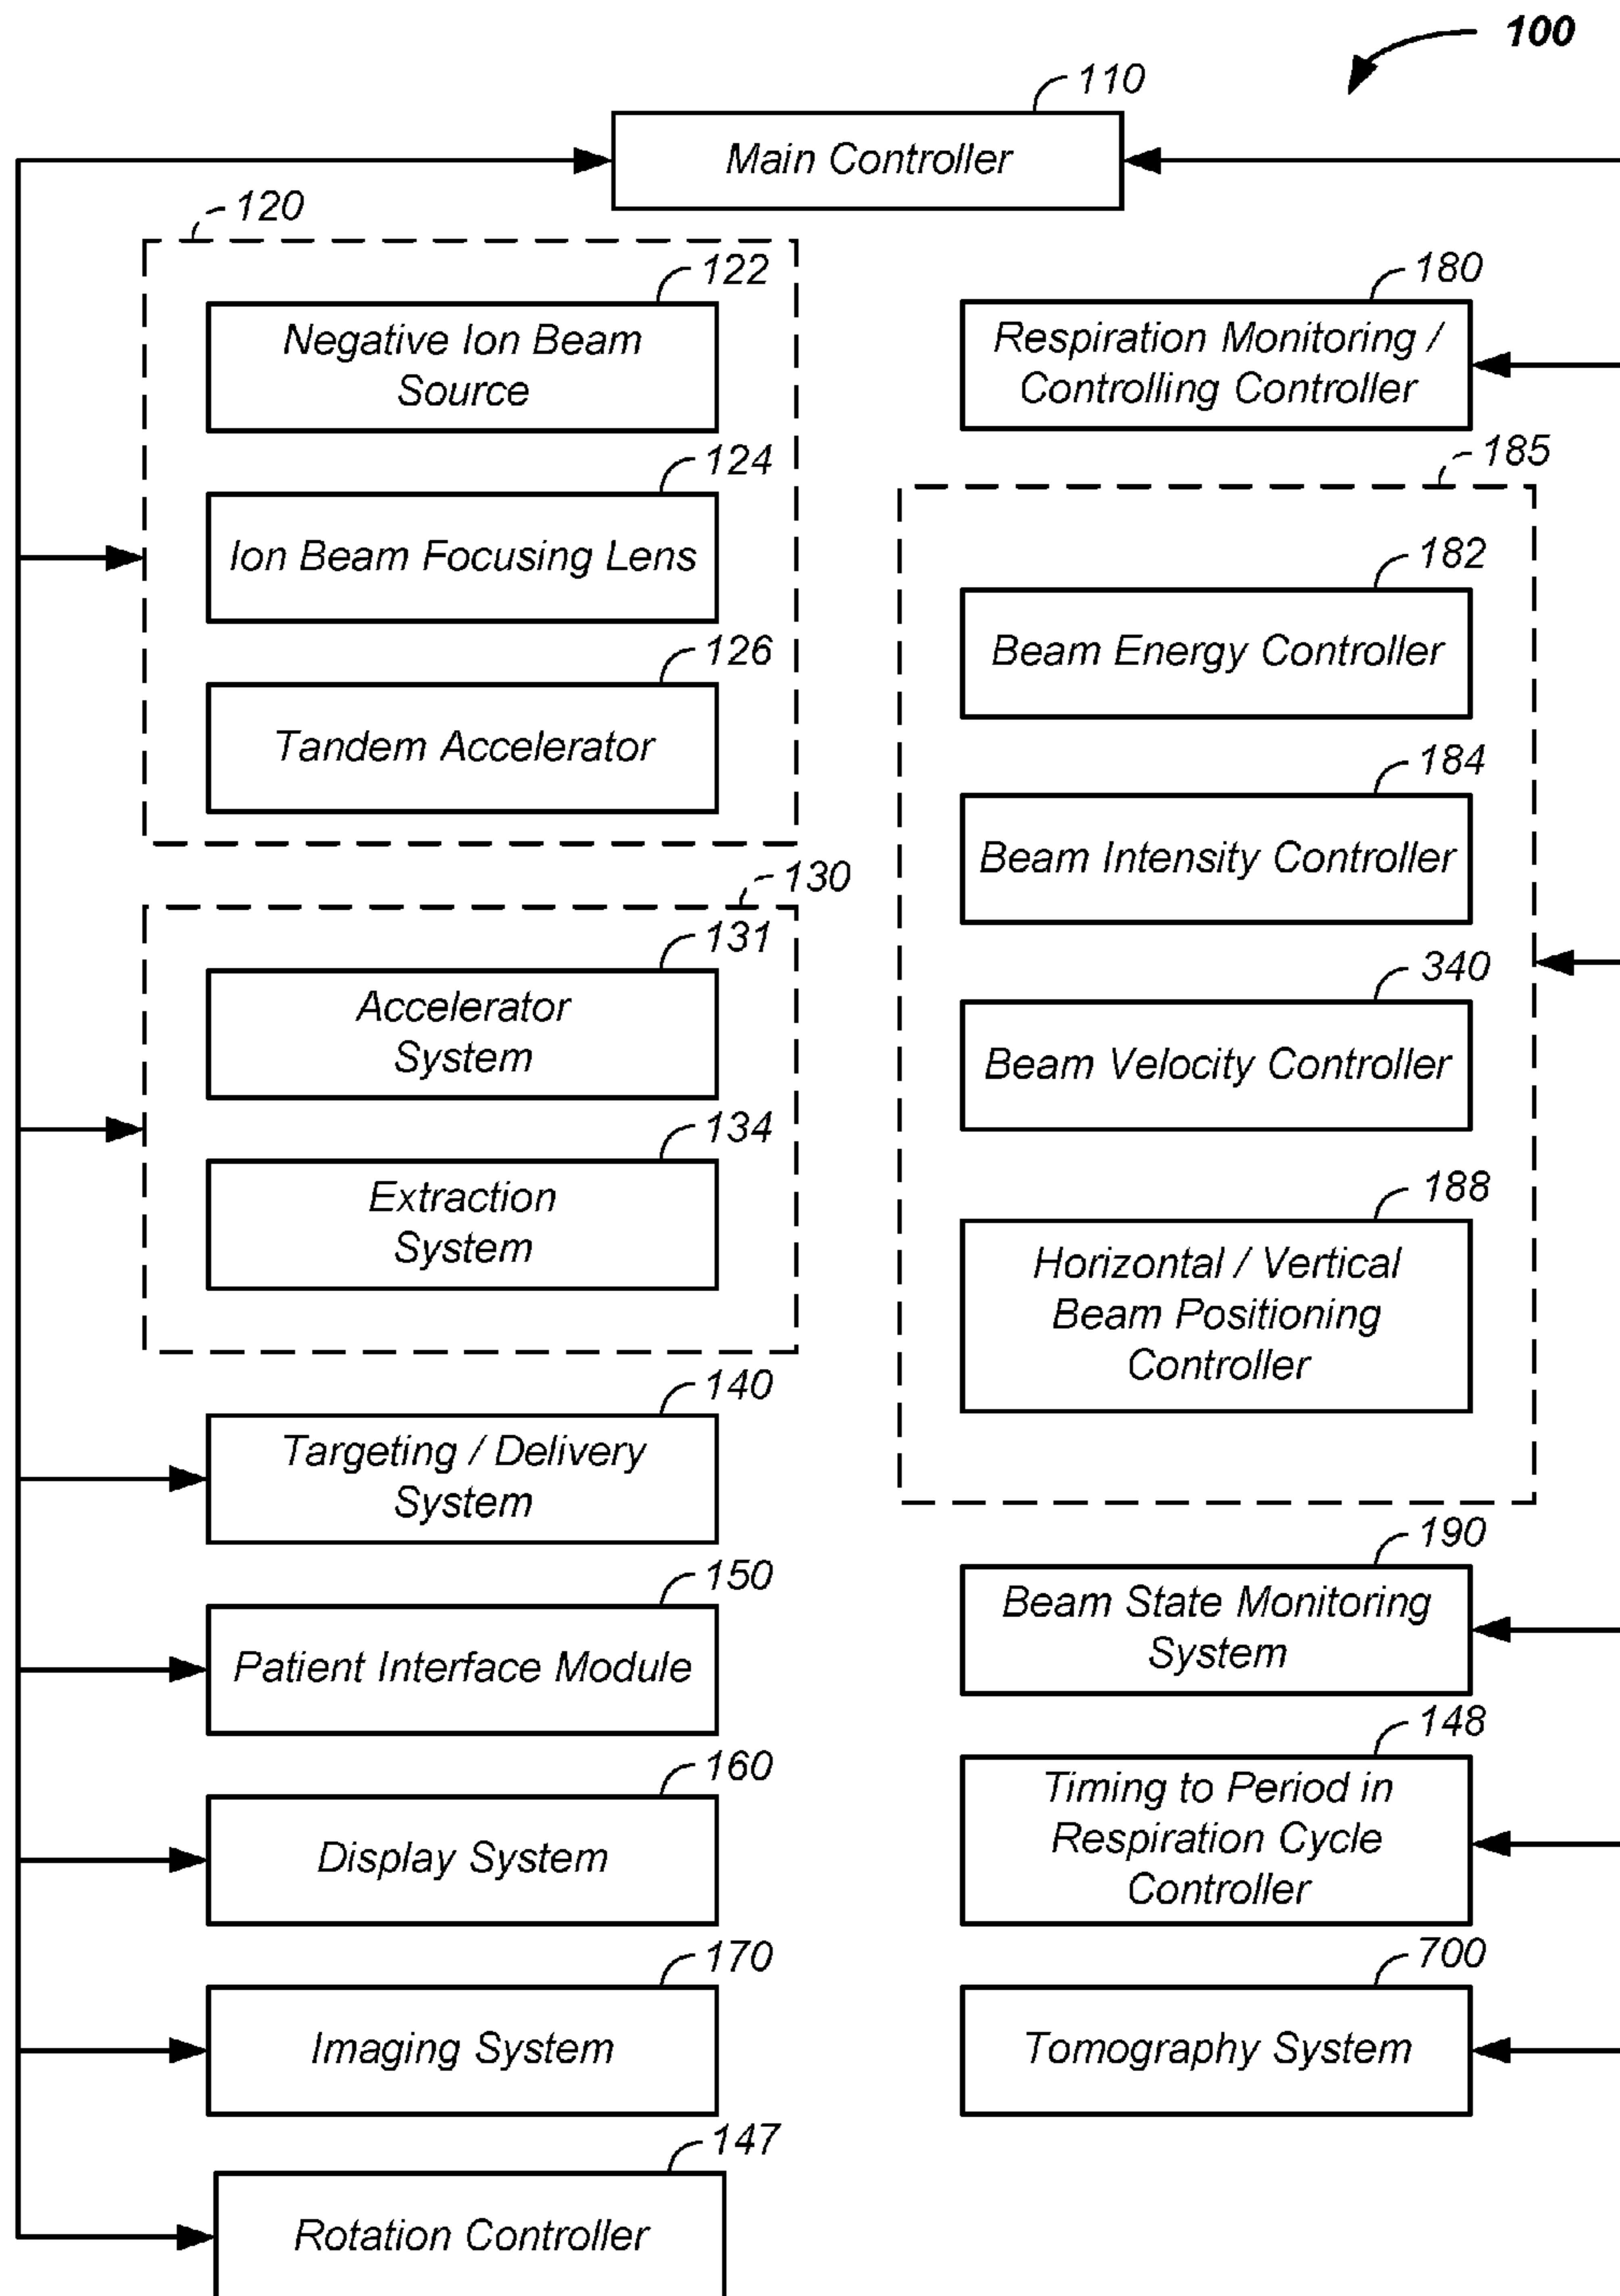 100
110
Main Controller
120
122
Negative Ion Beam
Source
124
Ion Beam Focusing Lens
126
Tandem Accelerator
130
131
Accelerator
System
134
Extraction
System
140
Targeting / Delivery
System
150
Patient Interface Module
160
Display System
170
Imaging System
147
Rotation Controller
180
Respiration Monitoring /
Controlling Controller
185
182
Beam Energy Controller
184
Beam Intensity Controller
340
Beam Velocity Controller
188
Horizontal / Vertical
Beam Positioning
Controller
190
Beam State Monitoring
System
148
Timing to Period in
Respiration Cycle
Controller
700
Tomography System